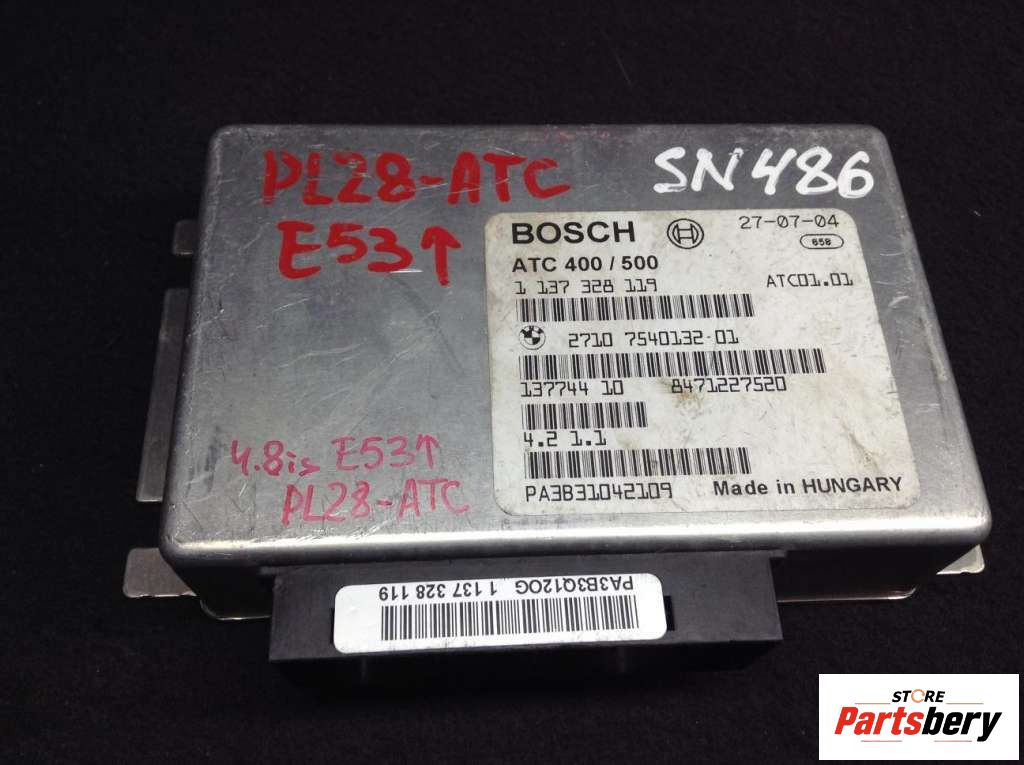 PL28-ATC
E53↑
SN486
BOSCH
27-07-04
658
ATC 400 / 500
1 137 328 119
ATC01.01
2710 7540132-01
137744 10 8471227520
4.2 1.1
PA3B31042109
Made in HUNGARY
4.8is E53↑
PL28-ATC
PA3B3Q12OG 1 137 328 119
STORE
Partsbery